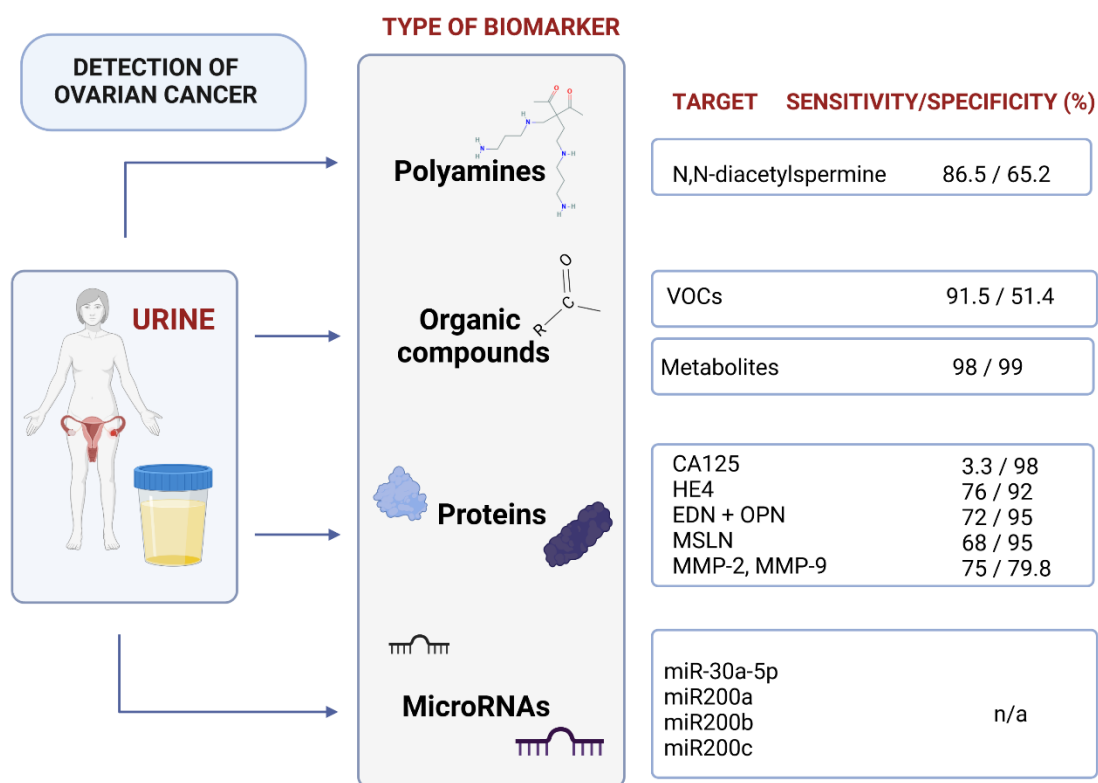 TYPE OF BIOMARKER
DETECTION OF
OVARIAN CANCER
TARGET SENSITIVITY/SPECIFICITY (%)
URINE
O
O
H
N
H
N
H
N-H
N-H
H
Polyamines
N,N-diacetylspermine 86.5 / 65.2
O
C
R
Organic
compounds
VOCs 91.5 / 51.4
Metabolites 98 / 99
Proteins
CA125 3.3 / 98
HE4 76 / 92
EDN + OPN 72 / 95
MSLN 68 / 95
MMP-2, MMP-9 75 / 79.8
MicroRNAs
miR-30a-5p
miR200a
miR200b
miR200c
n/a